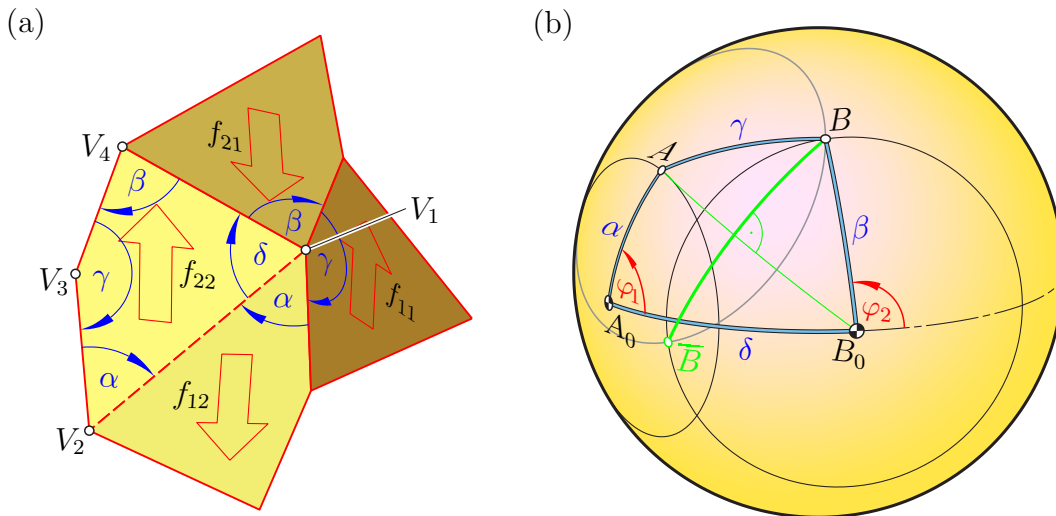 (a)
(b)
f₂₁
V₄
β
β
V₁
δ
γ
V₃
γ
f₂₂
α
f₁₁
α
f₁₂
V₂
B
γ
A
α
β
φ₁
φ₂
A₀
δ
B₀
B̅